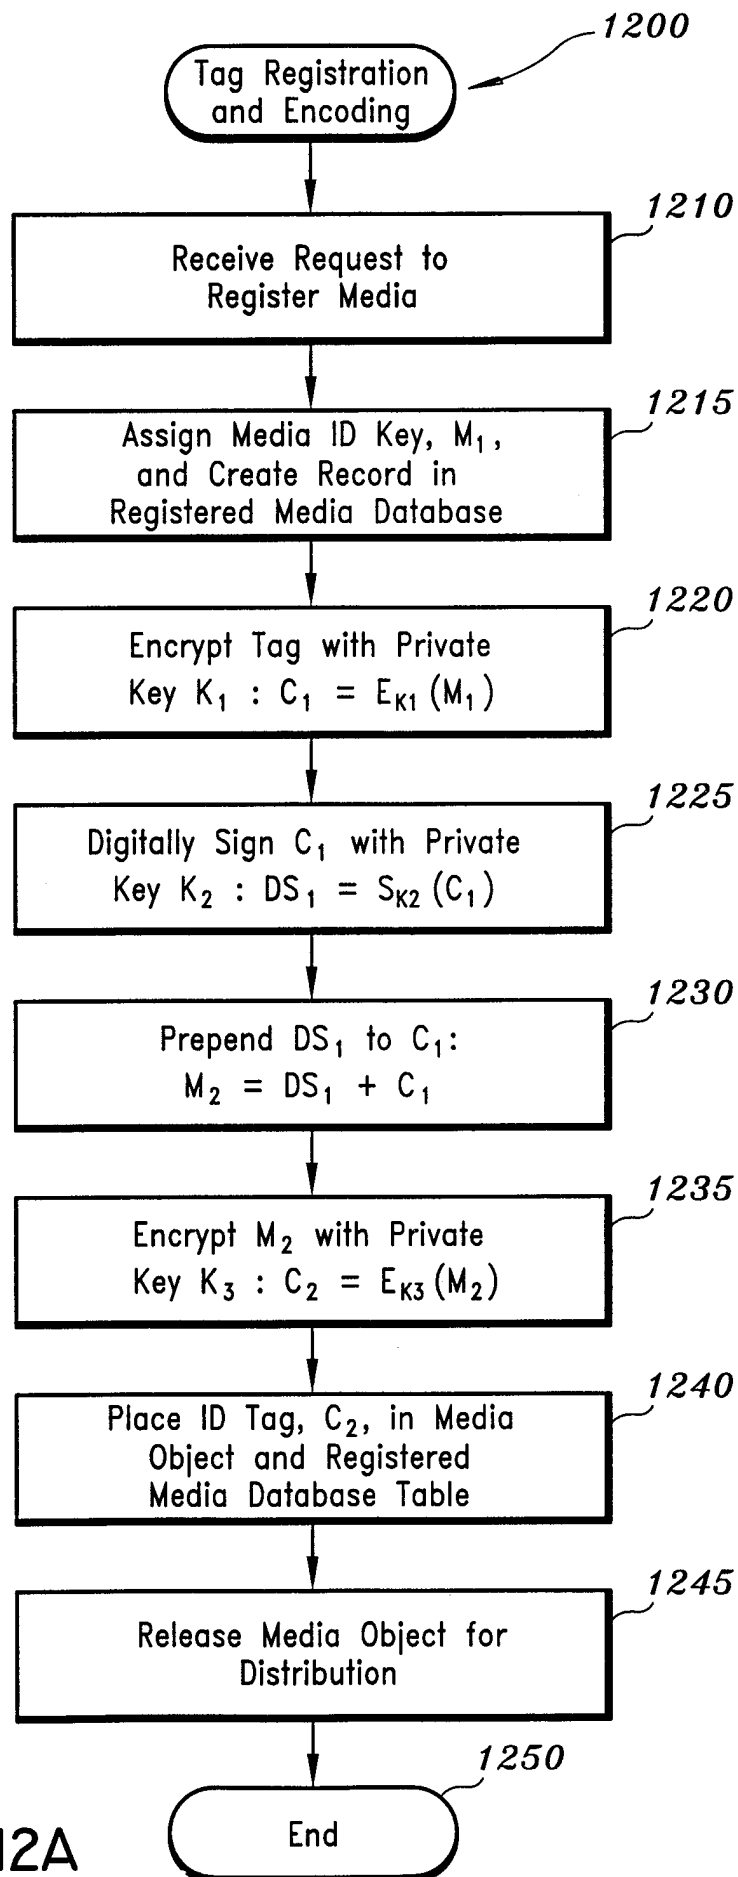 1200
Tag Registration
and Encoding
1210
Receive Request to
Register Media
1215
Assign Media ID Key, M₁,
and Create Record in
Registered Media Database
1220
Encrypt Tag with Private
Key K₁ : C₁ = E_K1(M₁)
1225
Digitally Sign C₁ with Private
Key K₂ : DS₁ = S_K2(C₁)
1230
Prepend DS₁ to C₁:
M₂ = DS₁ + C₁
1235
Encrypt M₂ with Private
Key K₃ : C₂ = E_K3(M₂)
1240
Place ID Tag, C₂, in Media
Object and Registered
Media Database Table
1245
Release Media Object for
Distribution
1250
End
12A